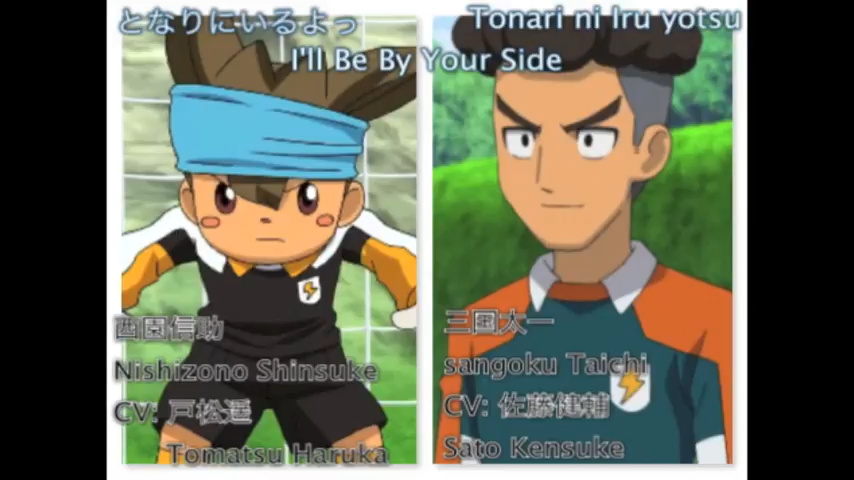 となりにいるよっ
Tonari ni Iru yotsu
I'll Be By Your Side
西園信助
Nishizono Shinsuke
CV: 戸松遥
Tomatsu Haruka
三国太一
sangoku Taichi
CV: 佐藤健輔
Sato Kensuke